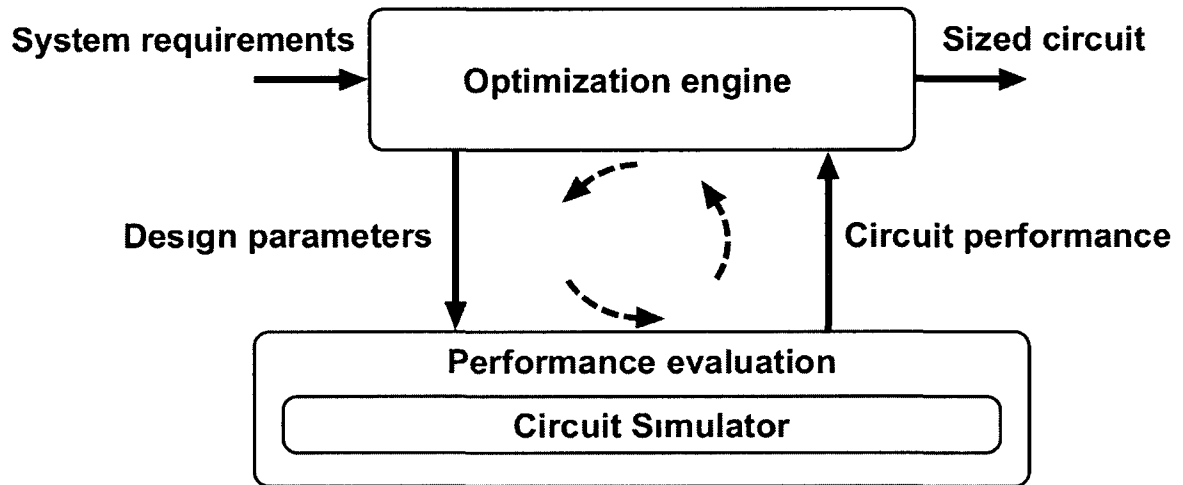 System requirements
Sized circuit
Optimization engine
Design parameters
Circuit performance
Performance evaluation
Circuit Simulator